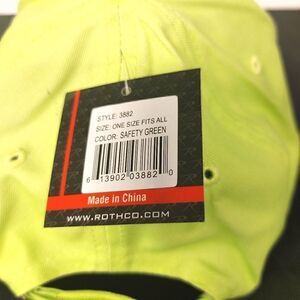 STYLE: 3882
SIZE: ONE SIZE FITS ALL
COLOR: SAFETY GREEN
6 13902 03882 0
Made in China
WWW.ROTHCO.COM